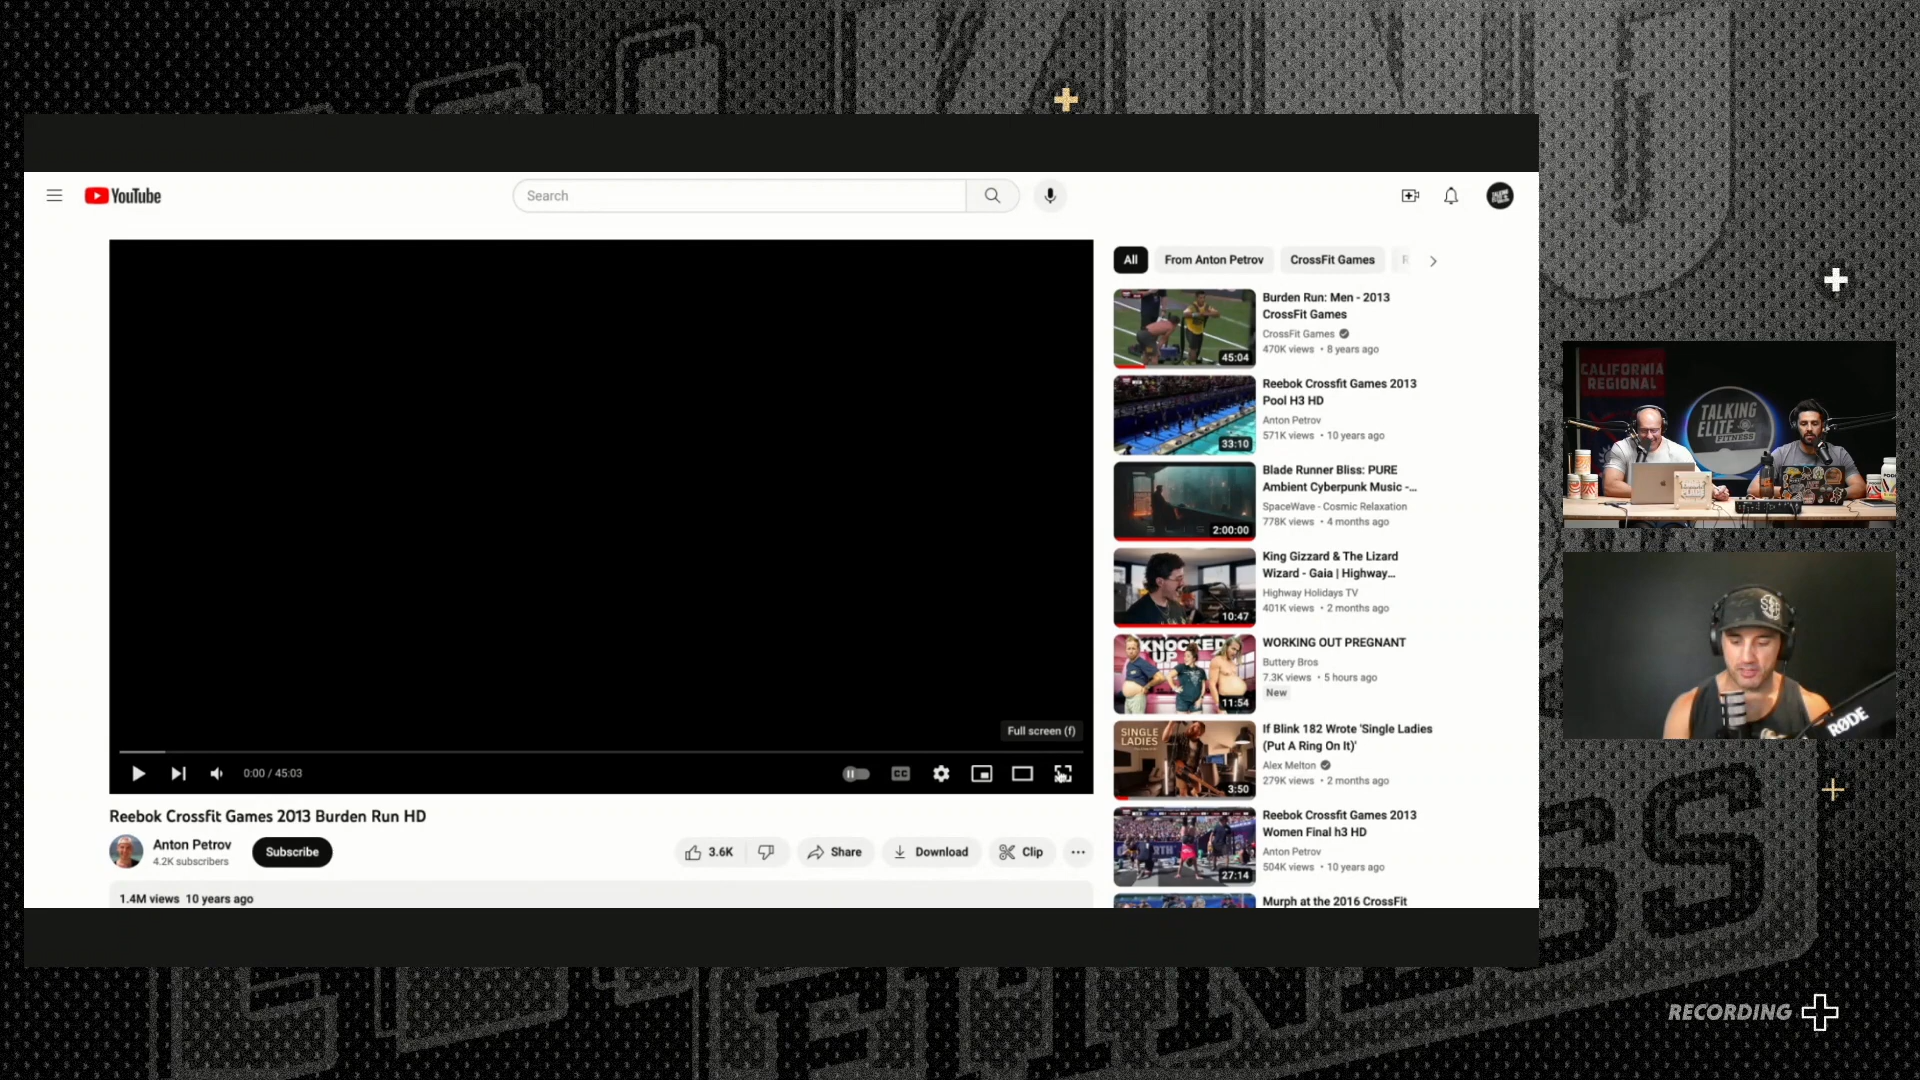 YouTube
Search
All
From Anton Petrov
CrossFit Games
R
Burden Run: Men - 2013
CrossFit Games
CrossFit Games
470K views • 8 years ago
45:04
Reebok Crossfit Games 2013
Pool H3 HD
Anton Petrov
571K views • 10 years ago
33:10
Blade Runner Bliss: PURE
Ambient Cyberpunk Music -...
SpaceWave - Cosmic Relaxation
778K views • 4 months ago
2:00:00
King Gizzard & The Lizard
Wizard - Gaia | Highway...
Highway Holidays TV
401K views • 2 months ago
10:47
KNOCKED
UP
WORKING OUT PREGNANT
Buttery Bros
7.3K views • 5 hours ago
New
11:54
SINGLE
LADIES
If Blink 182 Wrote 'Single Ladies
(Put A Ring On It)'
Alex Melton
279K views • 2 months ago
3:50
Reebok Crossfit Games 2013
Women Final h3 HD
Anton Petrov
504K views • 10 years ago
27:14
Murph at the 2016 CrossFit
Full screen (f)
0:00 / 45:03
CC
Reebok Crossfit Games 2013 Burden Run HD
Anton Petrov
4.2K subscribers
Subscribe
3.6K
Share
Download
Clip
1.4M views 10 years ago
CALIFORNIA
REGIONAL
TALKING
ELITE
FITNESS
RØDE
RECORDING